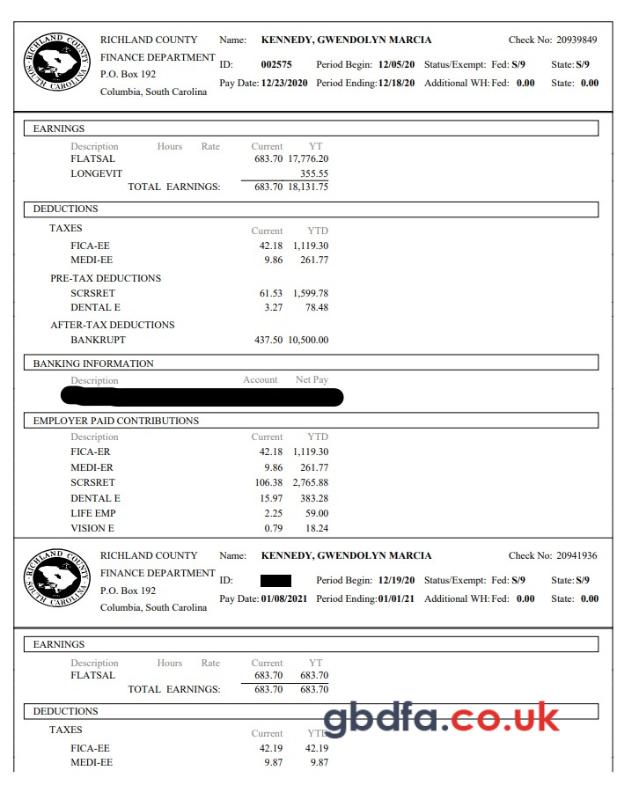 RICHLAND COUNTY Name: KENNEDY, GWENDOLYN MARCIA Check No: 20939849
FINANCE DEPARTMENT
P.O. Box 192 ID: 002575 Period Begin: 12/05/20 Status/Exempt: Fed: S/9 State: S/9
Columbia, South Carolina Pay Date: 12/23/2020 Period Ending: 12/18/20 Additional WH: Fed: 0.00 State: 0.00
RICHLAND COUNTY
SOUTH CAROLINA
EARNINGS
Description Hours Rate Current YT
FLATSAL 683.70 17,776.20
LONGEVIT 355.55
TOTAL EARNINGS: 683.70 18,131.75
DEDUCTIONS
TAXES Current YTD
FICA-EE 42.18 1,119.30
MEDI-EE 9.86 261.77
PRE-TAX DEDUCTIONS
SCRSRET 61.53 1,599.78
DENTAL E 3.27 78.48
AFTER-TAX DEDUCTIONS
BANKRUPT 437.50 10,500.00
BANKING INFORMATION
Description Account Net Pay
EMPLOYER PAID CONTRIBUTIONS
Description Current YTD
FICA-ER 42.18 1,119.30
MEDI-ER 9.86 261.77
SCRSRET 106.38 2,765.88
DENTAL E 15.97 383.28
LIFE EMP 2.25 59.00
VISION E 0.79 18.24
RICHLAND COUNTY Name: KENNEDY, GWENDOLYN MARCIA Check No: 20941936
FINANCE DEPARTMENT
P.O. Box 192 ID: Period Begin: 12/19/20 Status/Exempt: Fed: S/9 State: S/9
Columbia, South Carolina Pay Date: 01/08/2021 Period Ending: 01/01/21 Additional WH: Fed: 0.00 State: 0.00
RICHLAND COUNTY
SOUTH CAROLINA
EARNINGS
Description Hours Rate Current YT
FLATSAL 683.70 683.70
TOTAL EARNINGS: 683.70 683.70
DEDUCTIONS
gbdfa.co.uk
TAXES Current YTD
FICA-EE 42.19 42.19
MEDI-EE 9.87 9.87